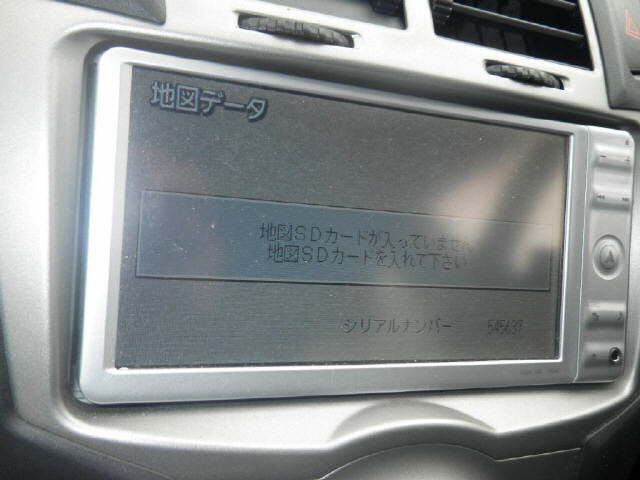 地図データ
地図SDカードが入っていません
地図SDカードを入れて下さい
シリアルナンバー 545637